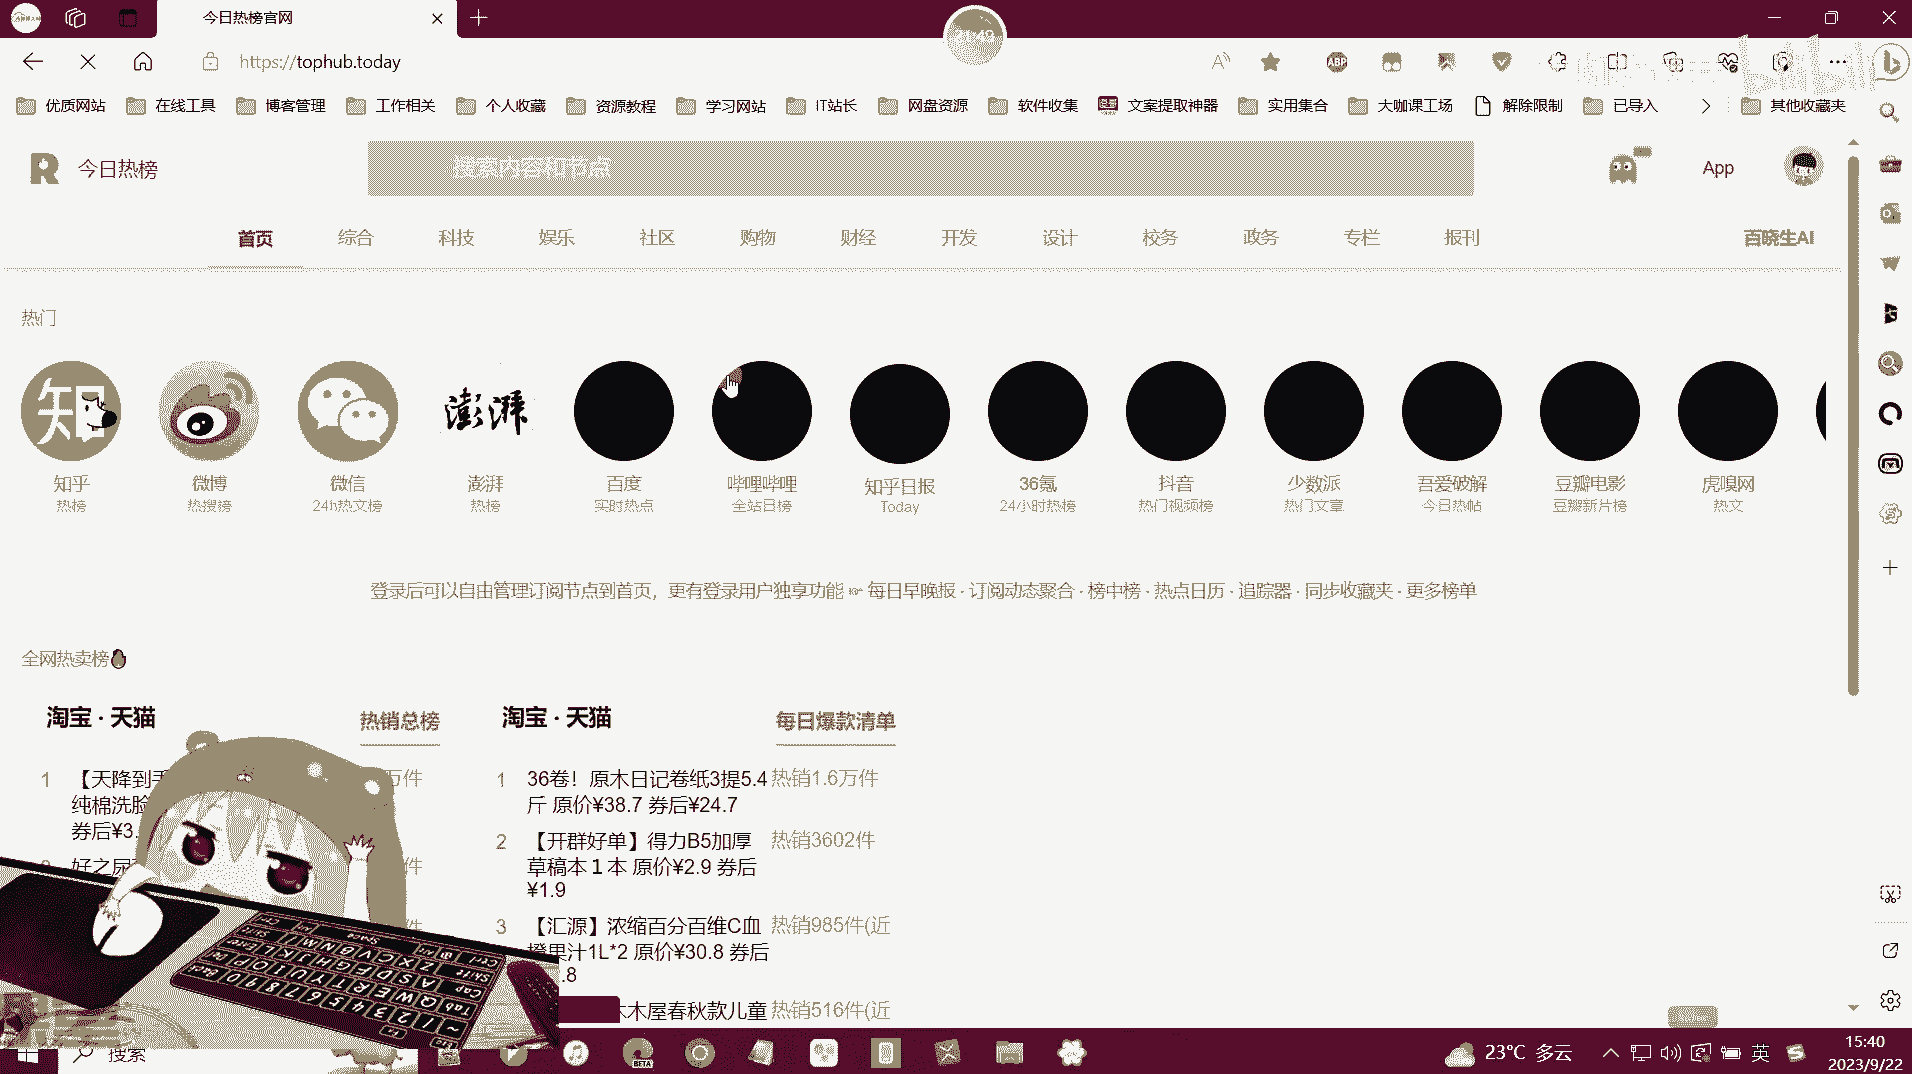 今日热榜官网
21:43
https://tophub.today
优质网站 在线工具 博客管理 工作相关 个人收藏 资源教程 学习网站 IT站长 网盘资源 软件收集 文案提取神器 实用集合 大咖课工场 解除限制 已导入 其他收藏夹
今日热榜 搜索内容和节点 App
首页 综合 科技 娱乐 社区 购物 财经 开发 设计 校务 政务 专栏 报刊 百晓生AI
热门
知乎 微博 微信 澎湃 百度 哔哩哔哩 知乎日报 36氪 抖音 少数派 吾爱破解 豆瓣电影 虎嗅网
热榜 热搜榜 24h热文榜 热榜 实时热点 全站日榜 Today 24小时热榜 热门视频榜 热门文章 今日热帖 豆瓣新片榜 热文
登录后可以自由管理订阅节点到首页，更有登录用户独享功能 ☞ 每日早晚报 · 订阅动态聚合 · 榜中榜 · 热点日历 · 追踪器 · 同步收藏夹 · 更多榜单
全网热卖榜
淘宝 · 天猫 热销总榜
1 【天降到手 万件
纯棉洗脸
券后¥3.
好之尿 件
件
淘宝 · 天猫 每日爆款清单
1 36卷！原木日记卷纸3提5.4 热销1.6万件
斤 原价¥38.7 券后¥24.7
2 【开群好单】得力B5加厚 热销3602件
草稿本１本 原价¥2.9 券后
¥1.9
3 【汇源】浓缩百分百维C血 热销985件(近
橙果汁1L*2 原价¥30.8 券后
.8
木木屋春秋款儿童 热销516件(近
搜索
BETA
23°C 多云 英 15:40
2023/9/22